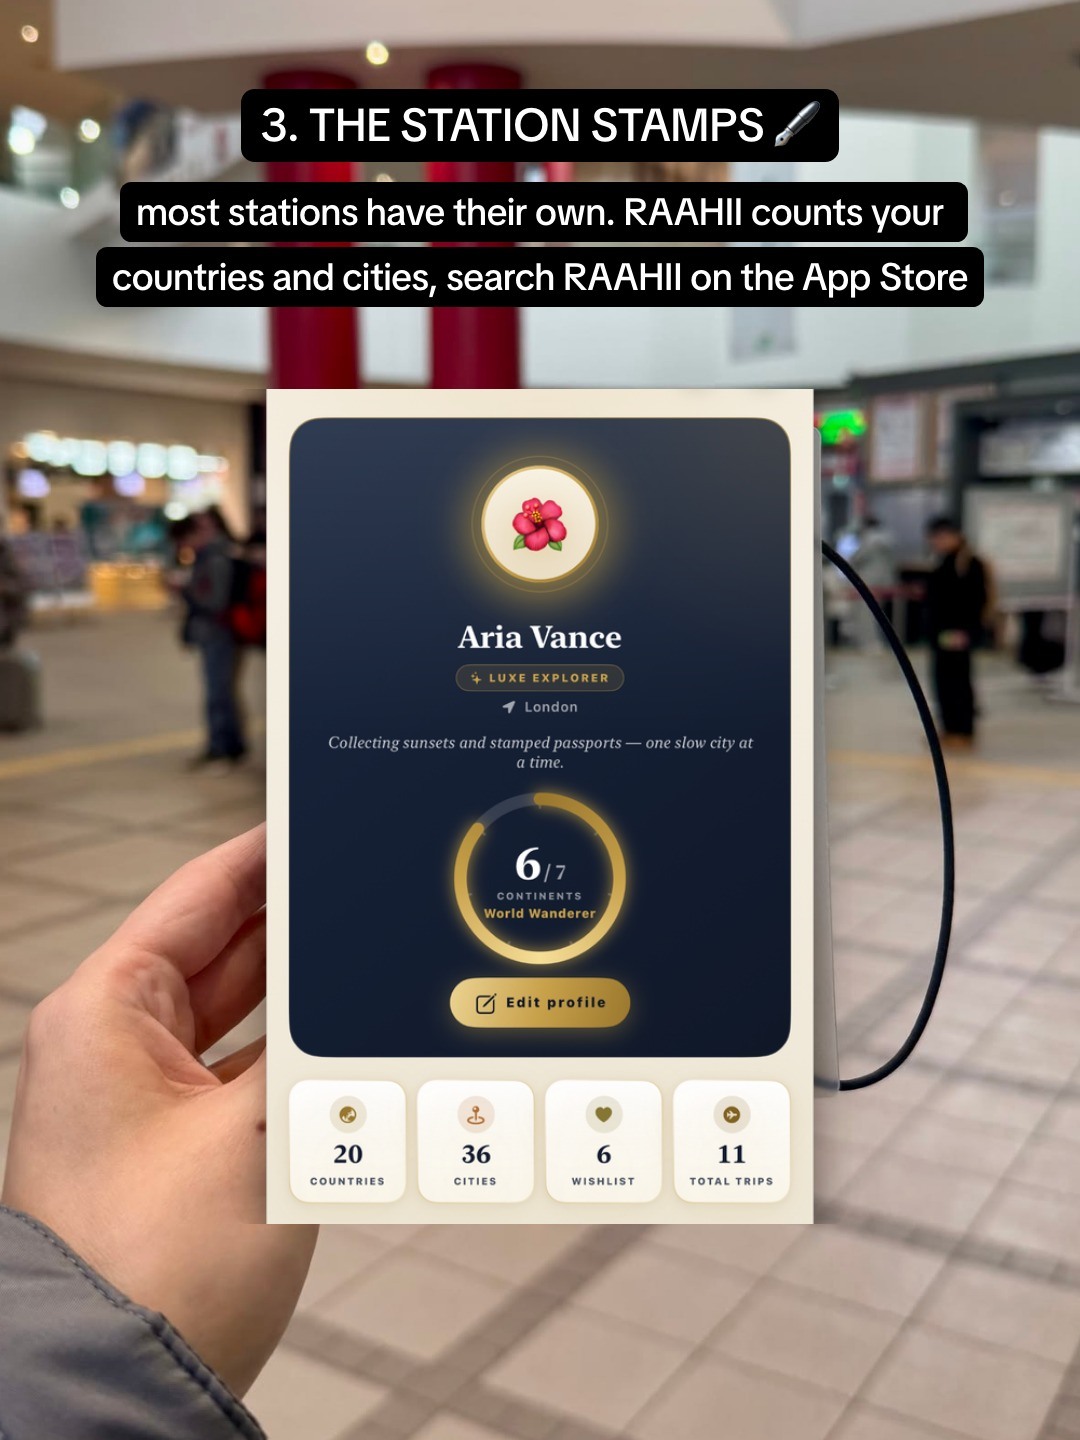 3. THE STATION STAMPS 🖋️
most stations have their own. RAAHII counts your
countries and cities, search RAAHII on the App Store
Aria Vance
LUXE EXPLORER
London
Collecting sunsets and stamped passports — one slow city at
a time.
6/7
CONTINENTS
World Wanderer
Edit profile
20
COUNTRIES
36
CITIES
6
WISHLIST
11
TOTAL TRIPS